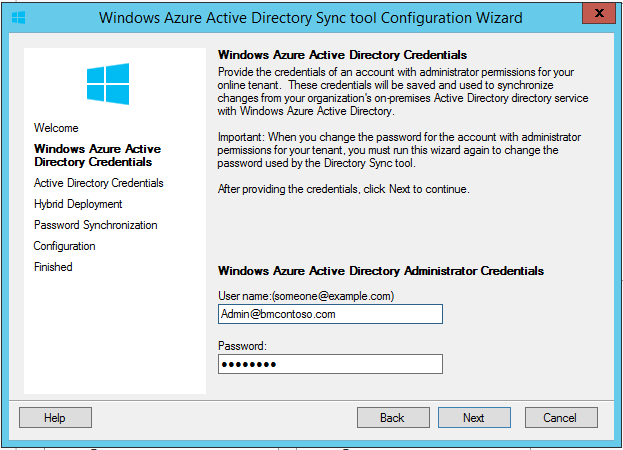 Windows Azure Active Directory Sync tool Configuration Wizard
x
Welcome
Windows Azure Active
Directory Credentials
Active Directory Credentials
Hybrid Deployment
Password Synchronization
Configuration
Finished
Windows Azure Active Directory Credentials
Provide the credentials of an account with administrator permissions for your
online tenant.  These credentials will be saved and used to synchronize
changes from your organization's on-premises Active Directory directory service
with Windows Azure Active Directory.
Important: When you change the password for the account with administrator
permissions for your tenant, you must run this wizard again to change the
password used by the Directory Sync tool.
After providing the credentials, click Next to continue.
Windows Azure Active Directory Administrator Credentials
User name:(someone@example.com)
Admin@bmcontoso.com
Password:
●●●●●●●●
Help
Back
Next
Cancel